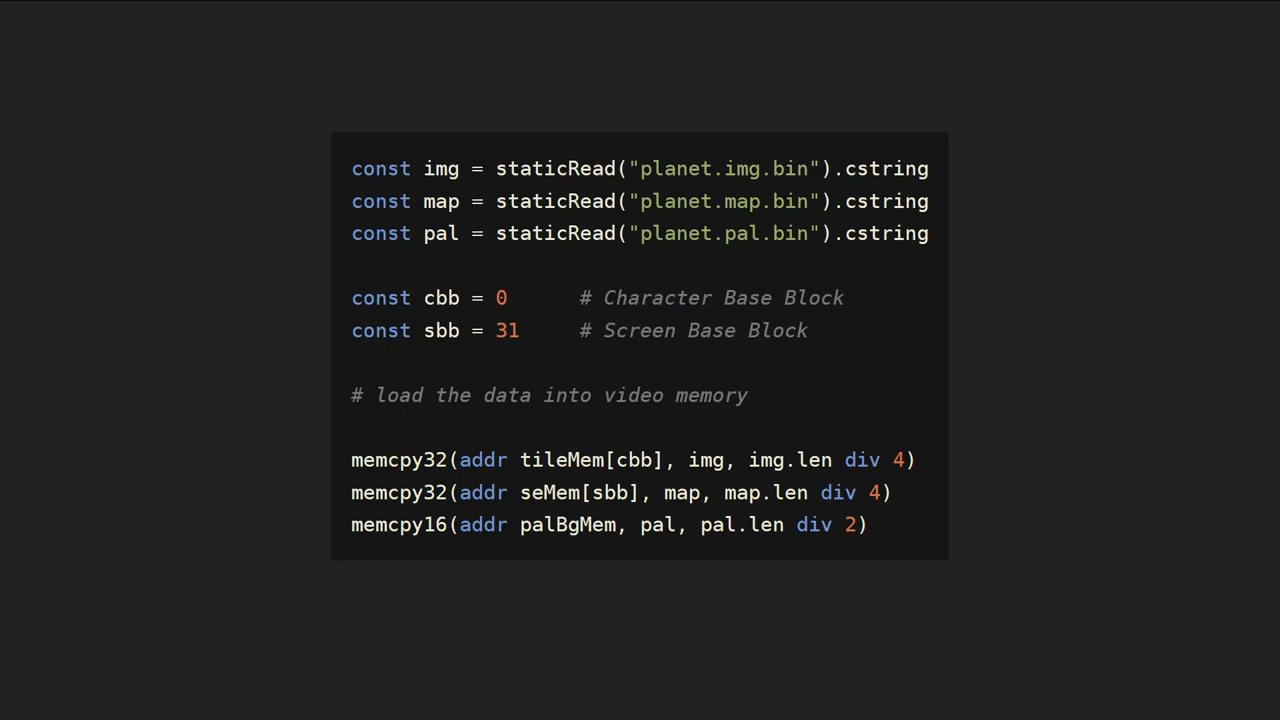 const img = staticRead("planet.img.bin").cstring
const map = staticRead("planet.map.bin").cstring
const pal = staticRead("planet.pal.bin").cstring
const cbb = 0      # Character Base Block
const sbb = 31     # Screen Base Block
# load the data into video memory
memcpy32(addr tileMem[cbb], img, img.len div 4)
memcpy32(addr seMem[sbb], map, map.len div 4)
memcpy16(addr palBgMem, pal, pal.len div 2)